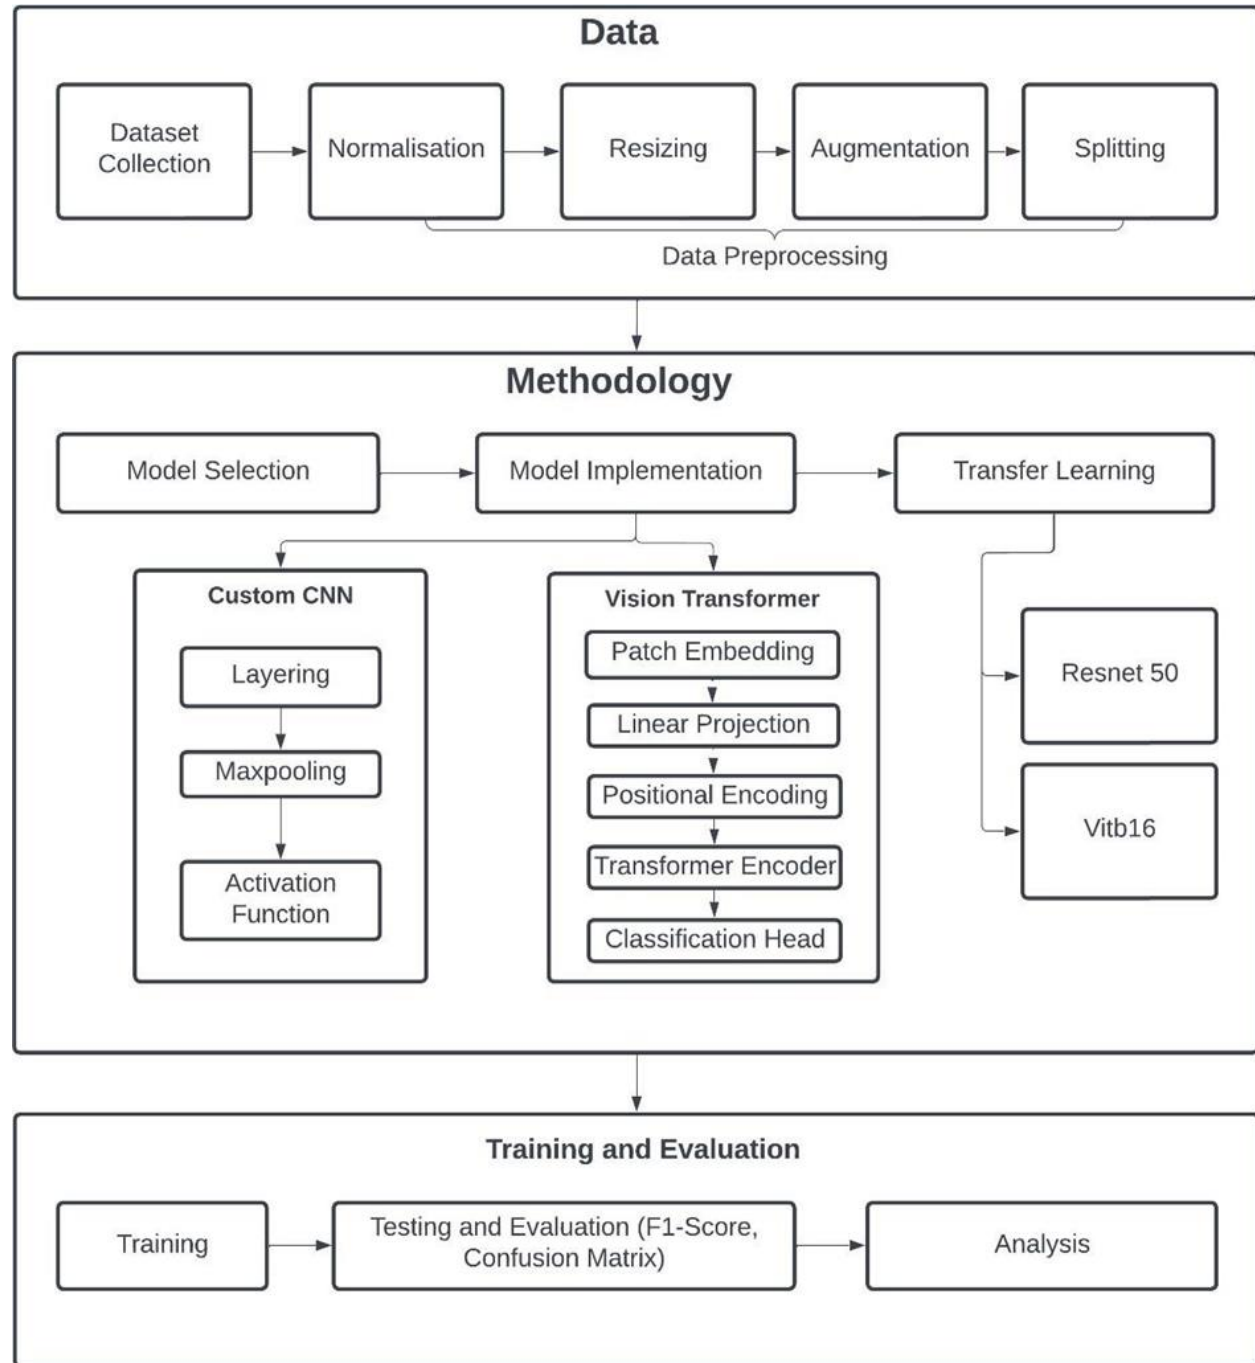 Data
Dataset
Collection
Normalisation
Resizing
Augmentation
Splitting
Data Preprocessing
Methodology
Model Selection
Model Implementation
Transfer Learning
Custom CNN
Layering
Maxpooling
Activation
Function
Vision Transformer
Patch Embedding
Linear Projection
Positional Encoding
Transformer Encoder
Classification Head
Resnet 50
Vitb16
Training and Evaluation
Training
Testing and Evaluation (F1-Score,
Confusion Matrix)
Analysis